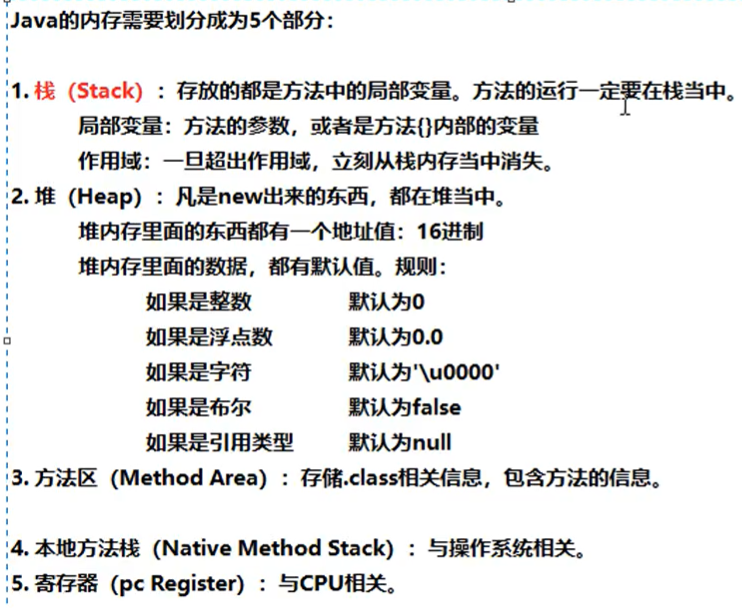 Java的内存需要划分成为5个部分：
1. 栈（Stack）：存放的都是方法中的局部变量。方法的运行一定要在栈当中。
局部变量：方法的参数，或者是方法{}内部的变量
作用域：一旦超出作用域，立刻从栈内存当中消失。
2. 堆（Heap）：凡是new出来的东西，都在堆当中。
堆内存里面的东西都有一个地址值：16进制
堆内存里面的数据，都有默认值。规则：
如果是整数 默认为0
如果是浮点数 默认为0.0
如果是字符 默认为'\u0000'
如果是布尔 默认为false
如果是引用类型 默认为null
3. 方法区（Method Area）：存储.class相关信息，包含方法的信息。
4. 本地方法栈（Native Method Stack）：与操作系统相关。
5. 寄存器（pc Register）：与CPU相关。